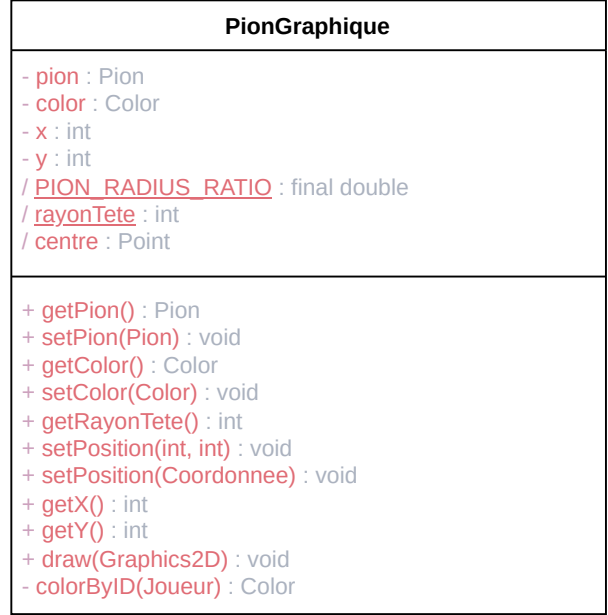 PionGraphique
- pion : Pion
- color : Color
- x : int
- y : int
/ PION_RADIUS_RATIO : final double
/ rayonTete : int
/ centre : Point
+ getPion() : Pion
+ setPion(Pion) : void
+ getColor() : Color
+ setColor(Color) : void
+ getRayonTete() : int
+ setPosition(int, int) : void
+ setPosition(Coordonnee) : void
+ getX() : int
+ getY() : int
+ draw(Graphics2D) : void
- colorByID(Joueur) : Color